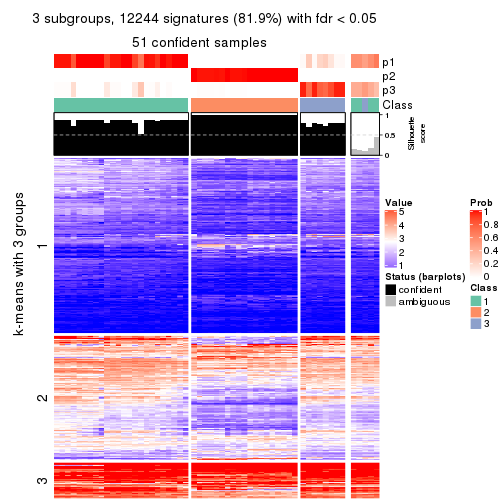 3 subgroups, 12244 signatures (81.9%) with fdr < 0.05
51 confident samples
p1
p2
p3
Class
1
0.5
0
Silhouette
score
k-means with 3 groups
1
2
3
Value
5
4
3
2
1
Status (barplots)
confident
ambiguous
Prob
1
0.8
0.6
0.4
0.2
0
Class
1
2
3